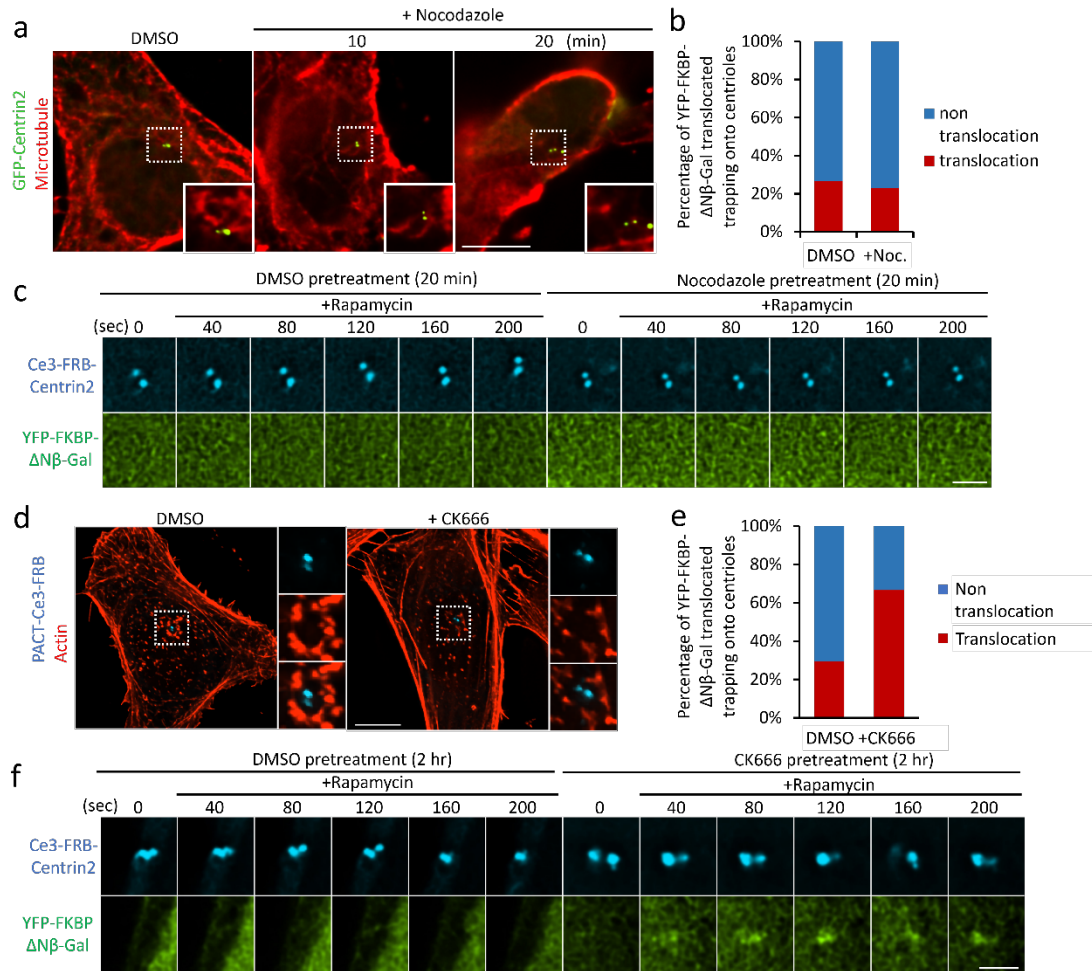 a
+ Nocodazole
DMSO
10
20 (min)
GFP-Centrin2
Microtubule
b
100%
80%
60%
40%
20%
0%
Percentage of YFP-FKBP-
ΔNβ-Gal translocated
trapping onto centrioles
DMSO +Noc.
non
translocation
translocation
c
DMSO pretreatment (20 min)
Nocodazole pretreatment (20 min)
+Rapamycin
+Rapamycin
(sec) 0 40 80 120 160 200 0 40 80 120 160 200
Ce3-FRB-
Centrin2
YFP-FKBP-
ΔNβ-Gal
d
DMSO
+ CK666
PACT-Ce3-FRB
Actin
e
100%
80%
60%
40%
20%
0%
Percentage of YFP-FKBP-
ΔNβ-Gal translocated
trapping onto centrioles
DMSO +CK666
Non
translocation
Translocation
f
DMSO pretreatment (2 hr)
CK666 pretreatment (2 hr)
+Rapamycin
+Rapamycin
(sec) 0 40 80 120 160 200 0 40 80 120 160 200
Ce3-FRB-
Centrin2
YFP-FKBP
ΔNβ-Gal